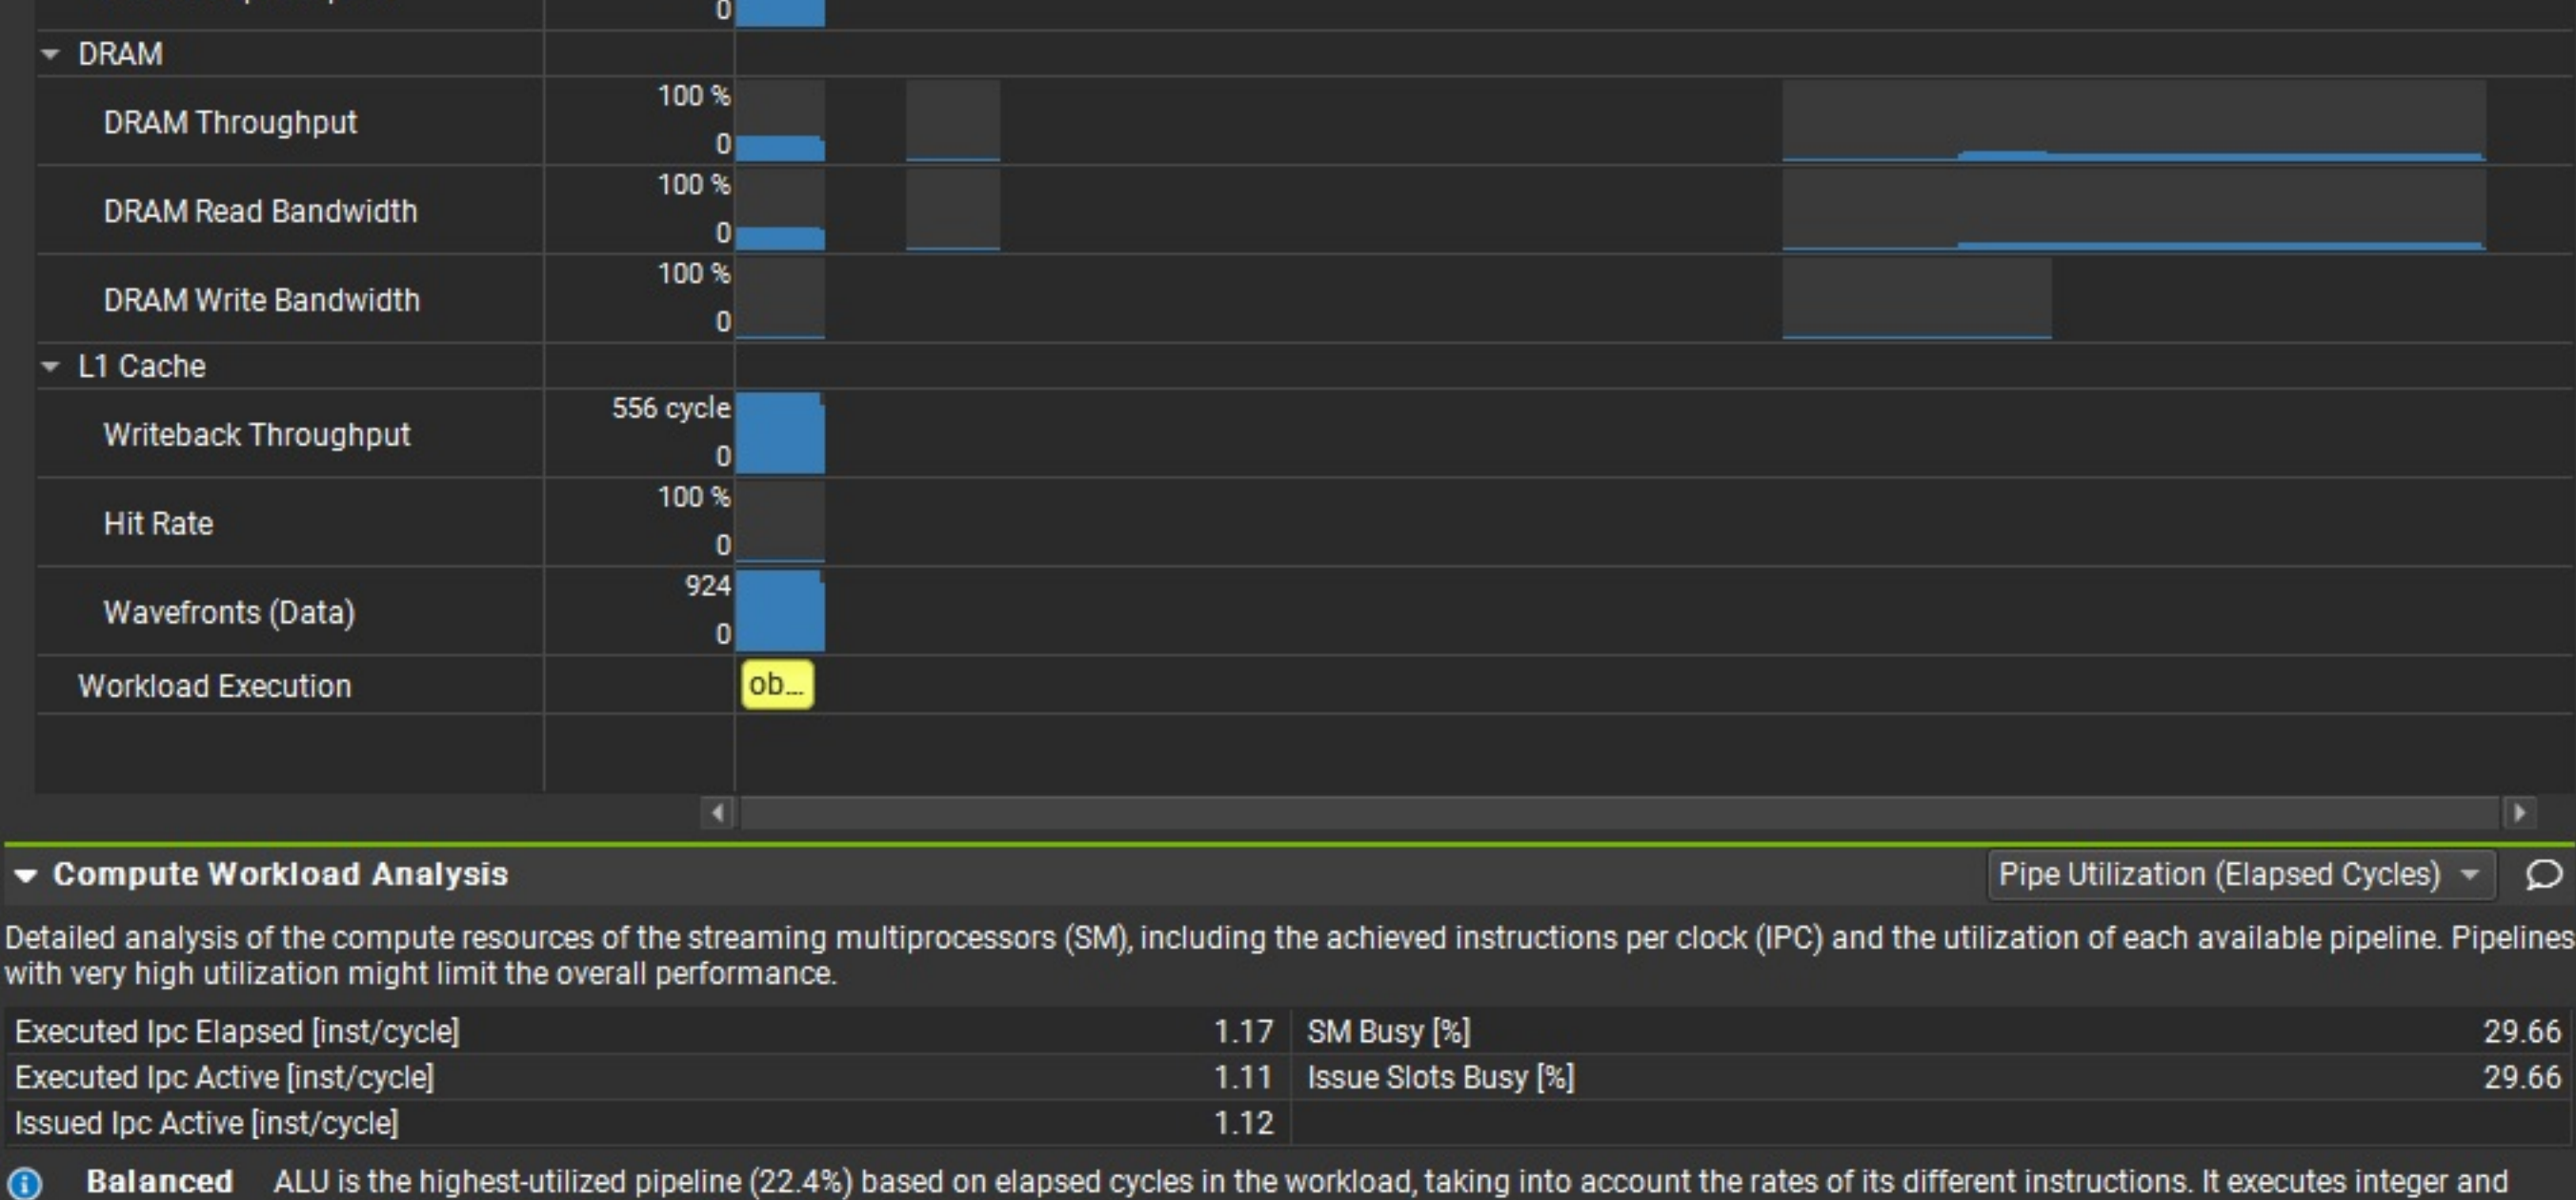 0
DRAM
DRAM Throughput 100 % 0
DRAM Read Bandwidth 100 % 0
DRAM Write Bandwidth 100 % 0
L1 Cache
Writeback Throughput 556 cycle 0
Hit Rate 100 % 0
Wavefronts (Data) 924 0
Workload Execution ob...
Compute Workload Analysis Pipe Utilization (Elapsed Cycles)
Detailed analysis of the compute resources of the streaming multiprocessors (SM), including the achieved instructions per clock (IPC) and the utilization of each available pipeline. Pipelines
with very high utilization might limit the overall performance.
Executed Ipc Elapsed [inst/cycle] 1.17 SM Busy [%] 29.66
Executed Ipc Active [inst/cycle] 1.11 Issue Slots Busy [%] 29.66
Issued Ipc Active [inst/cycle] 1.12
Balanced ALU is the highest-utilized pipeline (22.4%) based on elapsed cycles in the workload, taking into account the rates of its different instructions. It executes integer and